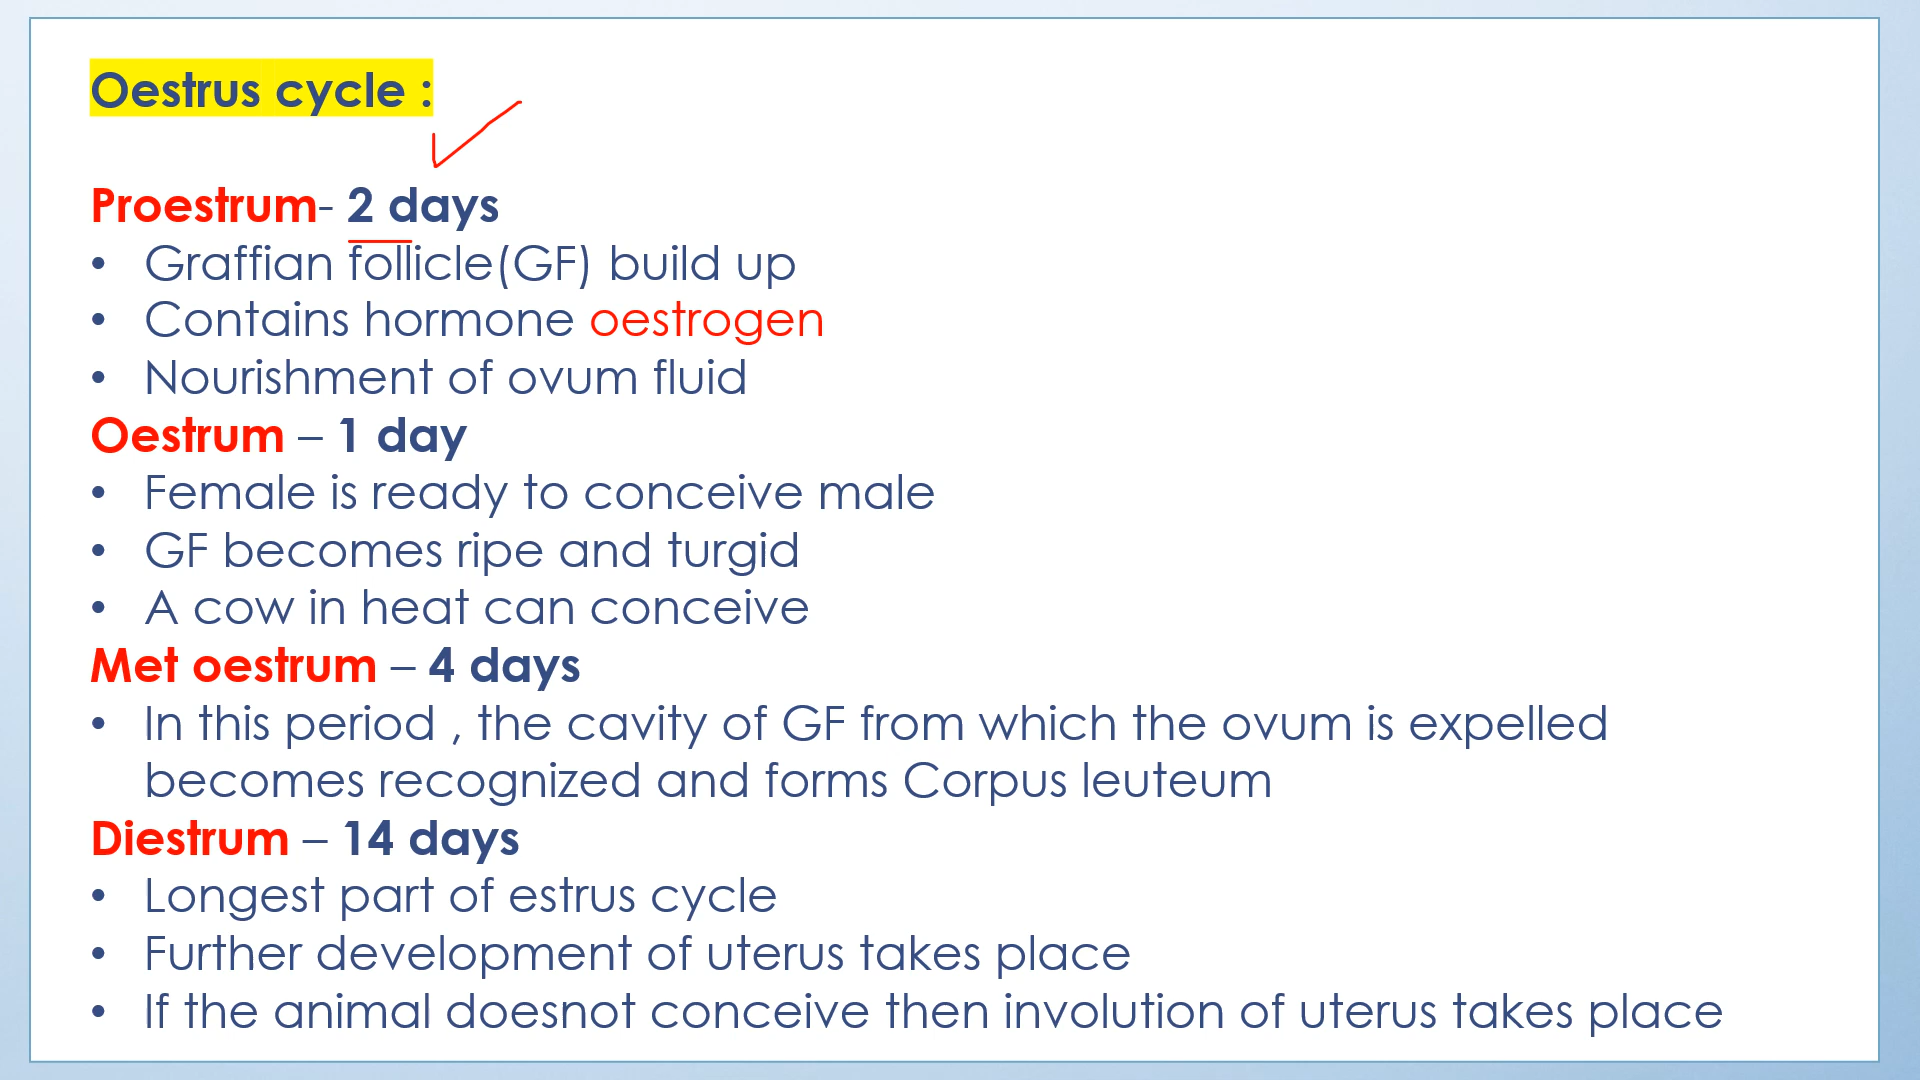 Oestrus cycle :
Proestrum- 2 days
• Graffian follicle(GF) build up
• Contains hormone oestrogen
• Nourishment of ovum fluid
Oestrum – 1 day
• Female is ready to conceive male
• GF becomes ripe and turgid
• A cow in heat can conceive
Met oestrum – 4 days
• In this period , the cavity of GF from which the ovum is expelled
becomes recognized and forms Corpus leuteum
Diestrum – 14 days
• Longest part of estrus cycle
• Further development of uterus takes place
• If the animal doesnot conceive then involution of uterus takes place